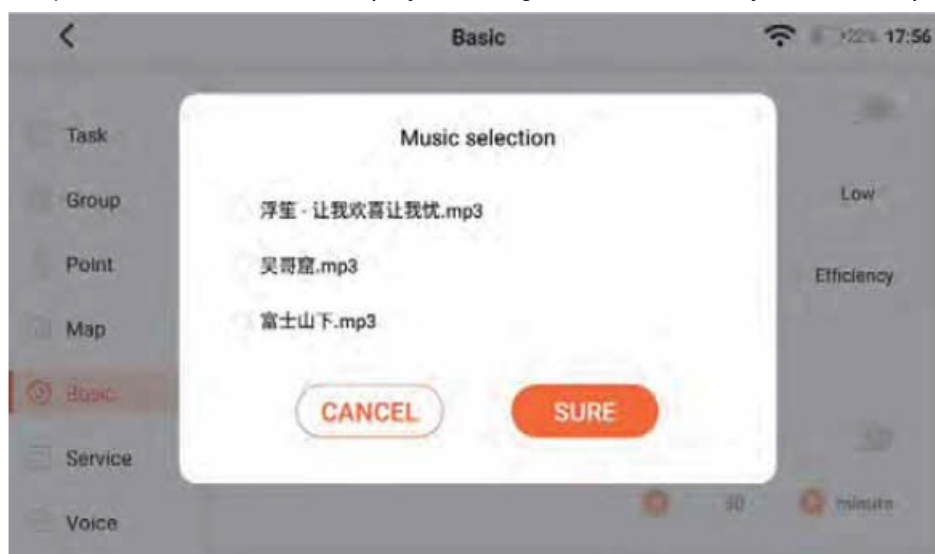 Basic
22% 17:56
Task
Group
Point
Map
Basic
Service
Voice
Music selection
浮笙 - 让我欢喜让我忧.mp3
吴哥窟.mp3
富士山下.mp3
CANCEL
SURE
Low
Efficiency
30
minute